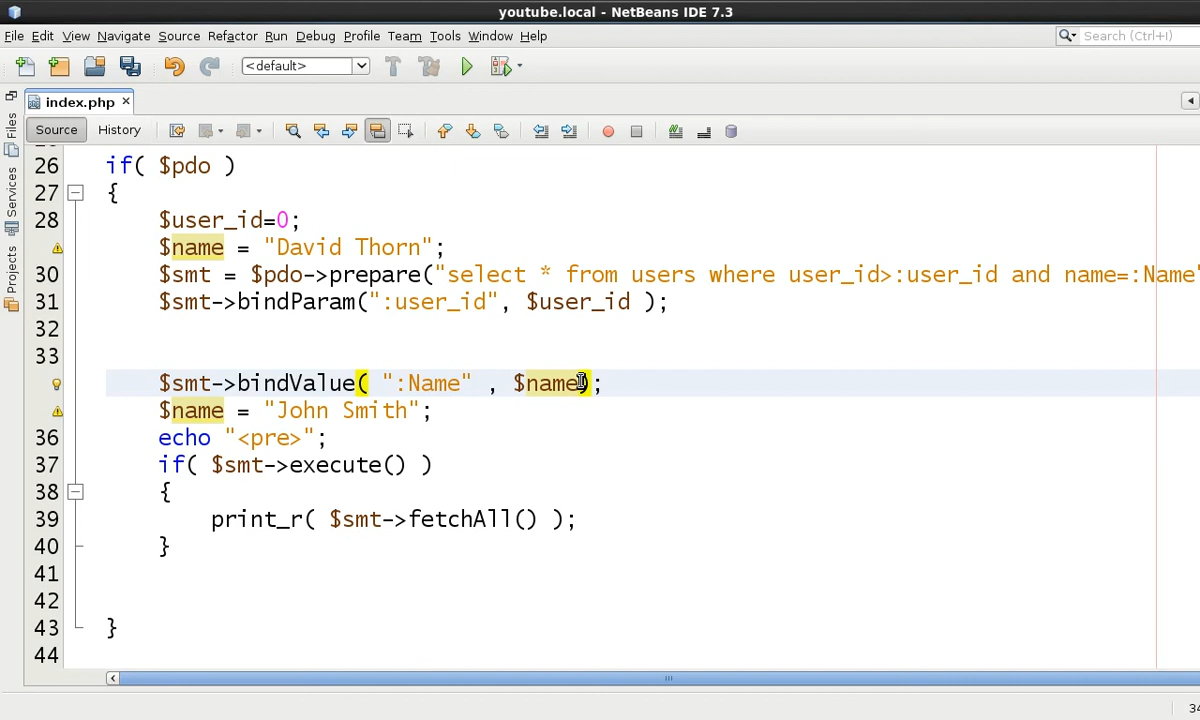 youtube.local - NetBeans IDE 7.3
File Edit View Navigate Source Refactor Run Debug Profile Team Tools Window Help
Search (Ctrl+I)
<default>
index.php
Source History
Files
Services
Projects
26 if( $pdo )
27 {
28 $user_id=0;
$name = "David Thorn";
30 $smt = $pdo->prepare("select * from users where user_id>:user_id and name=:Name"
31 $smt->bindParam(":user_id", $user_id );
32
33
$smt->bindValue( ":Name" , $name);
$name = "John Smith";
36 echo "<pre>";
37 if( $smt->execute() )
38 {
39 print_r( $smt->fetchAll() );
40 }
41
42
43 }
44
34